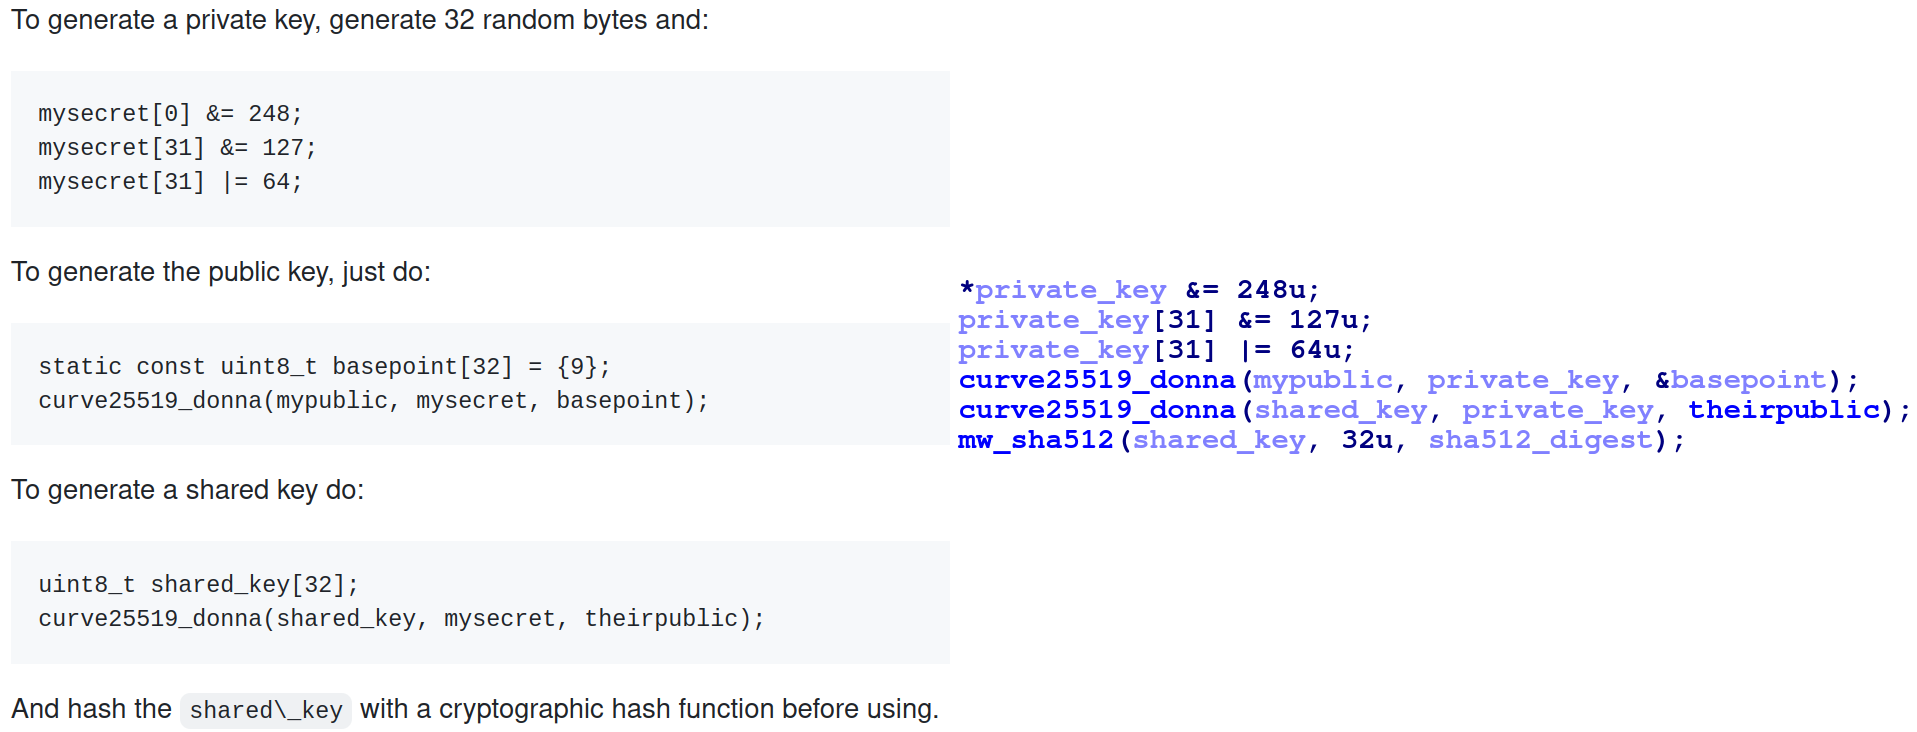 To generate a private key, generate 32 random bytes and:
mysecret[0] &= 248;
mysecret[31] &= 127;
mysecret[31] |= 64;
To generate the public key, just do:
static const uint8_t basepoint[32] = {9};
curve25519_donna(mypublic, mysecret, basepoint);
To generate a shared key do:
uint8_t shared_key[32];
curve25519_donna(shared_key, mysecret, theirpublic);
And hash the shared\_key with a cryptographic hash function before using.
*private_key &= 248u;
private_key[31] &= 127u;
private_key[31] |= 64u;
curve25519_donna(mypublic, private_key, &basepoint);
curve25519_donna(shared_key, private_key, theirpublic);
mw_sha512(shared_key, 32u, sha512_digest);